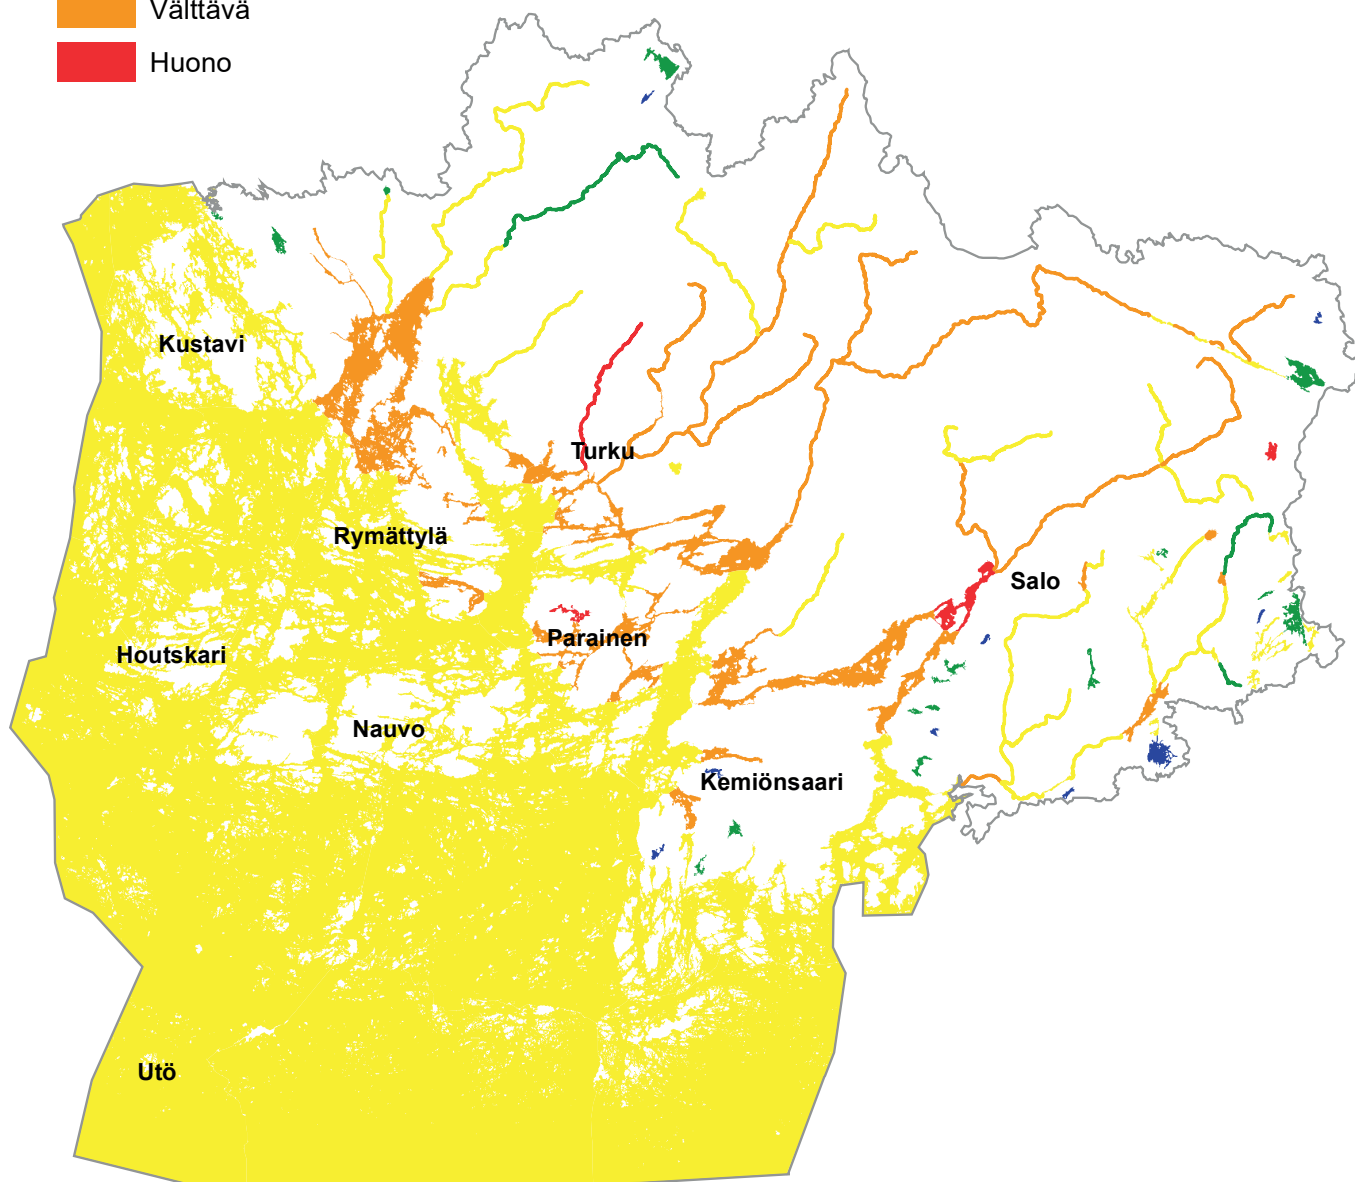 Välttävä
Huono
Kustavi
Turku
Rymättylä
Salo
Parainen
Houtskari
Nauvo
Kemiönsaari
Utö